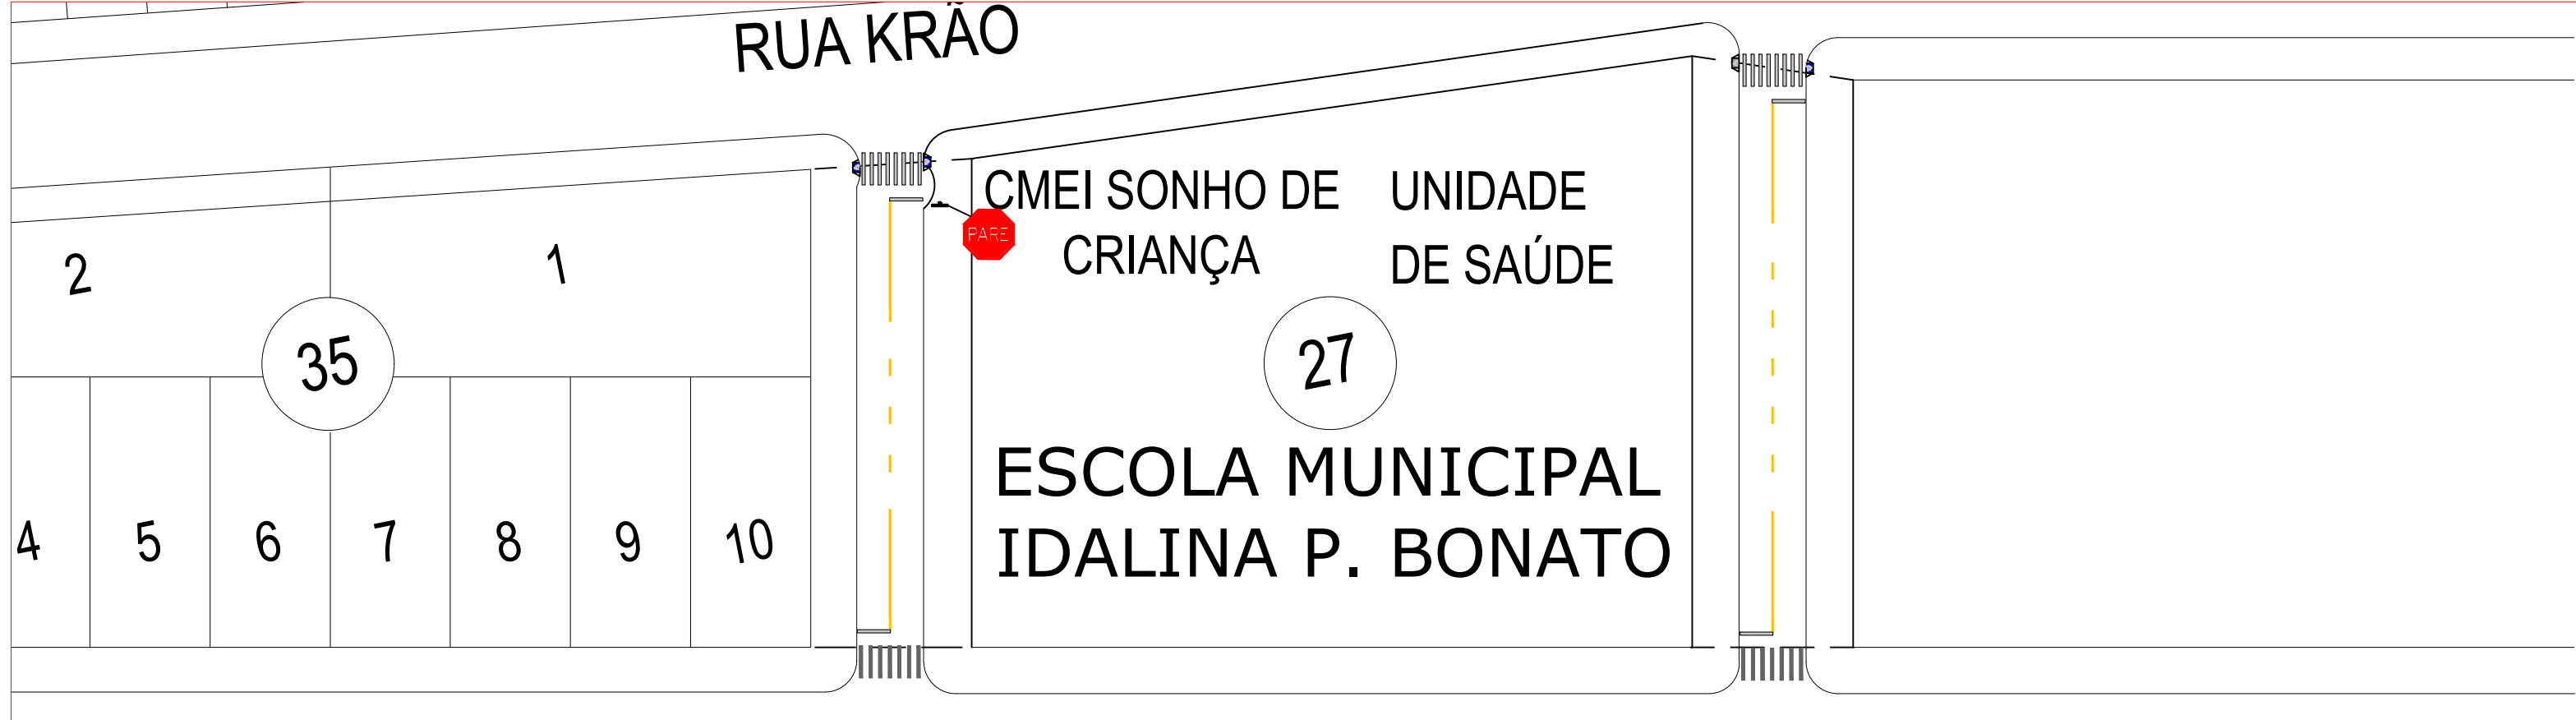 RUA KRÃO
CMEI SONHO DE
CRIANÇA
UNIDADE
DE SAÚDE
PARE
2
1
35
27
ESCOLA MUNICIPAL
IDALINA P. BONATO
4
5
6
7
8
9
10